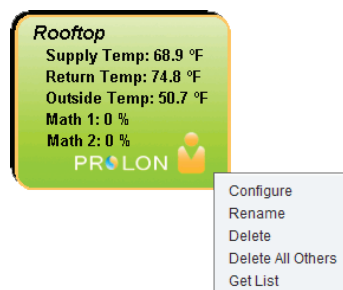 Rooftop
Supply Temp: 68.9 °F
Return Temp: 74.8 °F
Outside Temp: 50.7 °F
Math 1: 0 %
Math 2: 0 %
PROLON
Configure
Rename
Delete
Delete All Others
Get List